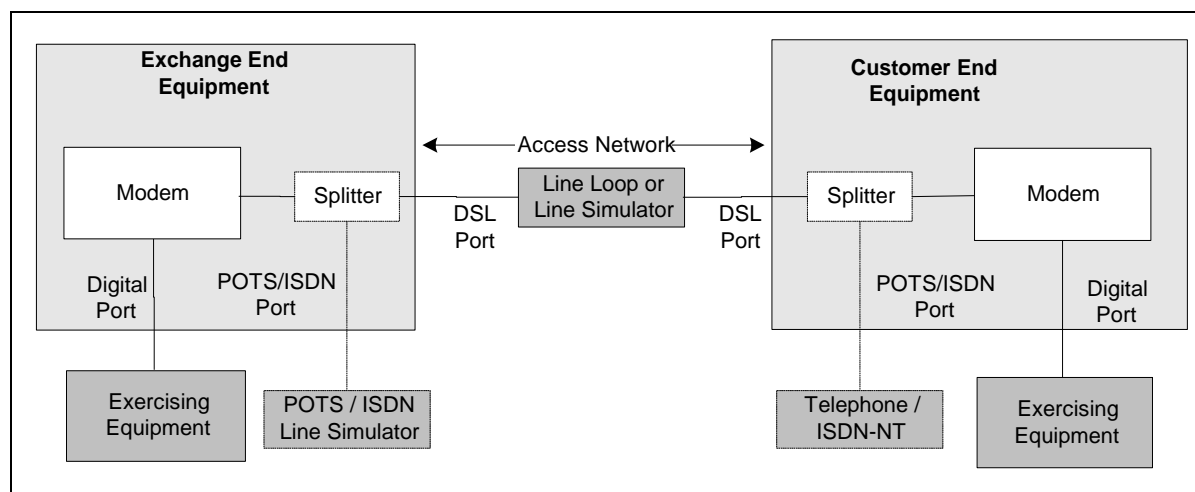 Exchange End
Equipment
Customer End
Equipment
Access Network
Modem
Splitter
Line Loop or
Line Simulator
Splitter
Modem
DSL
Port
DSL
Port
Digital
Port
POTS/ISDN
Port
POTS/ISDN
Port
Digital
Port
Exercising
Equipment
POTS / ISDN
Line Simulator
Telephone /
ISDN-NT
Exercising
Equipment